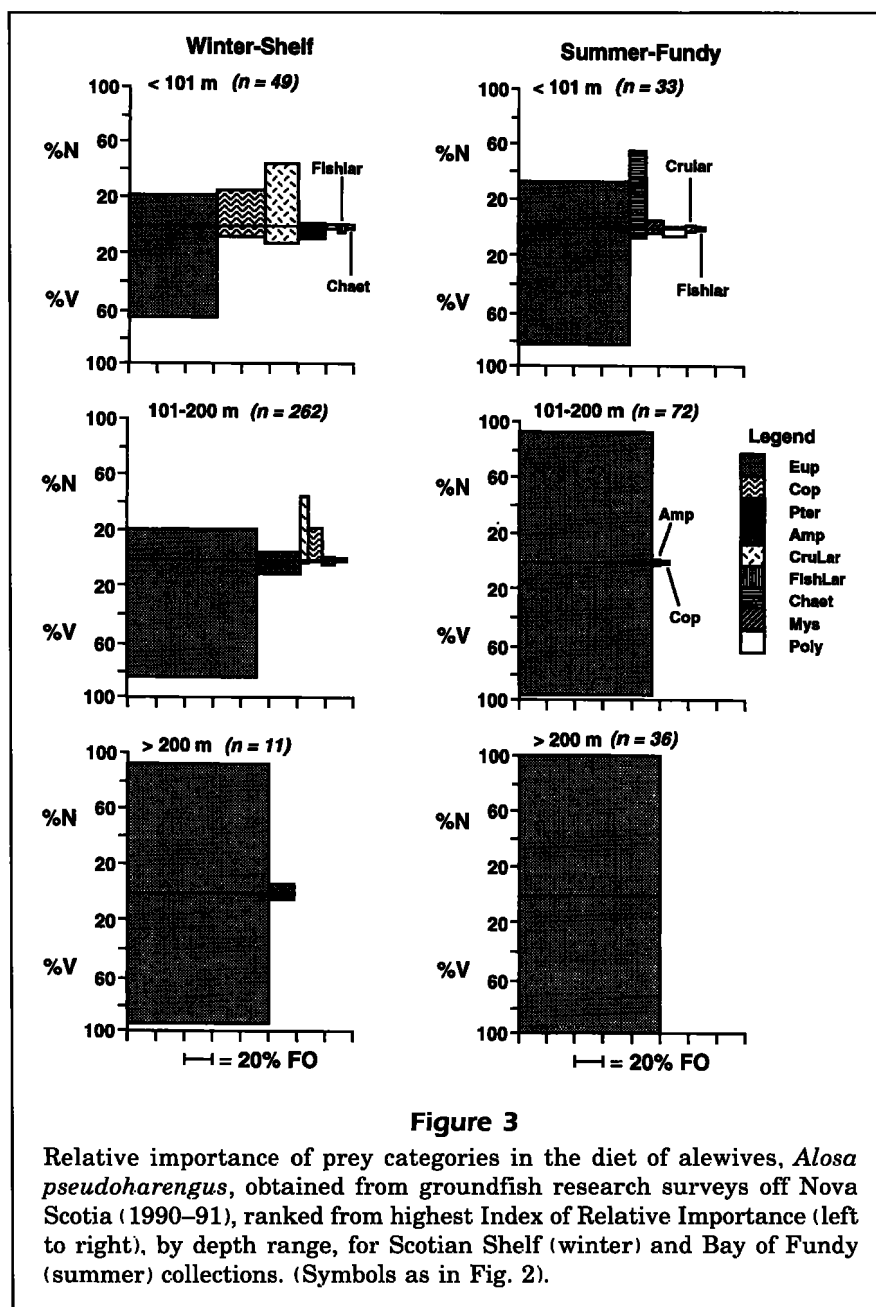 Winter-Shelf
< 101 m (n = 49)
100
60
%N
20
20
%V
60
100
Fishlar
Chaet
Summer-Fundy
< 101 m (n = 33)
100
60
%N
20
20
%V
60
100
Crular
Fishlar
101-200 m (n = 262)
100
60
%N
20
20
%V
60
100
101-200 m (n = 72)
100
60
%N
20
20
%V
60
100
Amp
Cop
Legend
Eup
Cop
Pter
Amp
CruLar
FishLar
Chaet
Mys
Poly
> 200 m (n = 11)
100
60
%N
20
20
%V
60
100
= 20% FO
> 200 m (n = 36)
100
60
%N
20
20
%V
60
100
= 20% FO
Figure 3
Relative importance of prey categories in the diet of alewives, Alosa
pseudoharengus, obtained from groundfish research surveys off Nova
Scotia (1990–91), ranked from highest Index of Relative Importance (left
to right), by depth range, for Scotian Shelf (winter) and Bay of Fundy
(summer) collections. (Symbols as in Fig. 2).